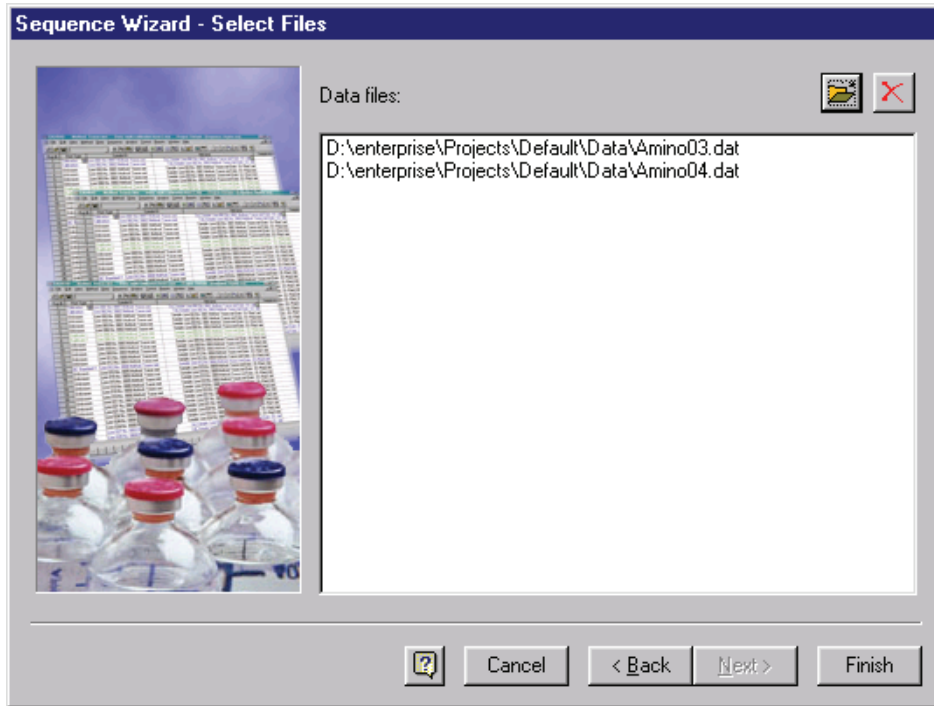 Sequence Wizard - Select Files
Data files:
D:\enterprise\Projects\Default\Data\Amino03.dat
D:\enterprise\Projects\Default\Data\Amino04.dat
Cancel
< Back
Next >
Finish